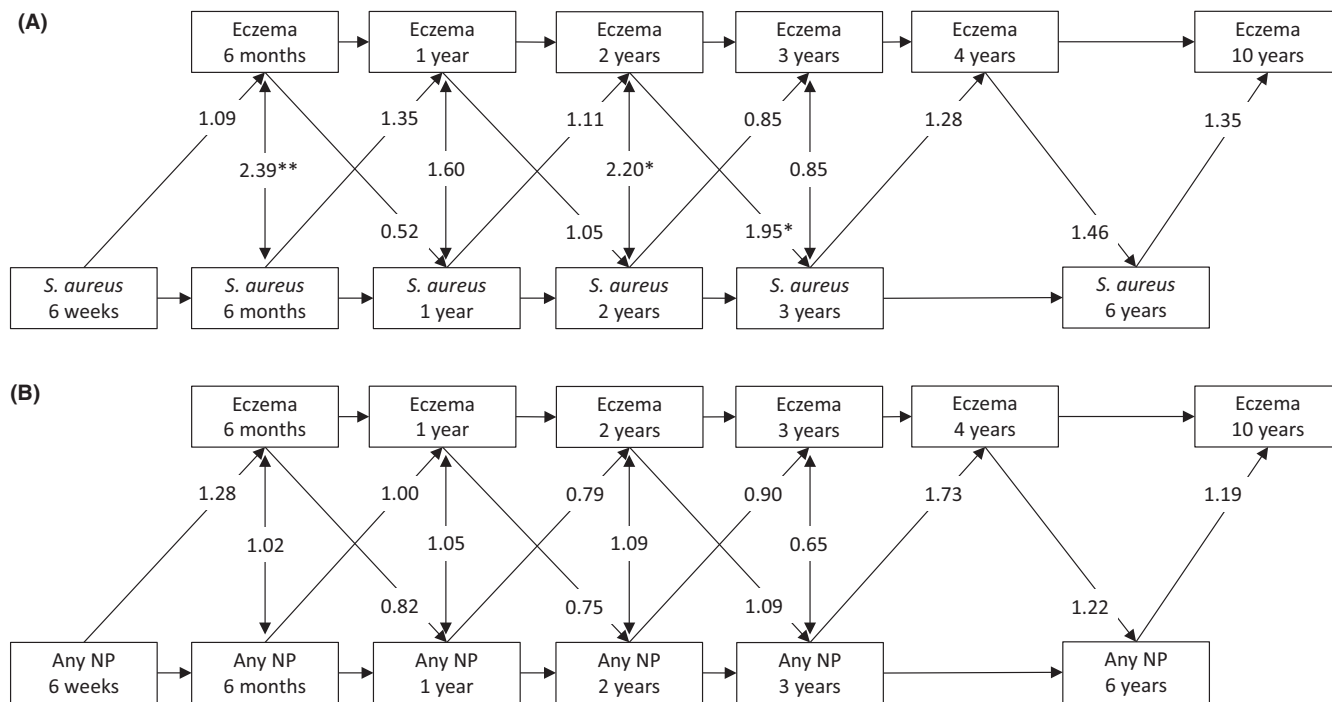 (A)
Eczema
6 months
Eczema
1 year
Eczema
2 years
Eczema
3 years
Eczema
4 years
Eczema
10 years
1.09
1.35
1.11
0.85
1.28
1.35
2.39**
1.60
2.20*
0.85
0.52
1.05
1.95*
1.46
S. aureus
6 weeks
S. aureus
6 months
S. aureus
1 year
S. aureus
2 years
S. aureus
3 years
S. aureus
6 years
(B)
Eczema
6 months
Eczema
1 year
Eczema
2 years
Eczema
3 years
Eczema
4 years
Eczema
10 years
1.28
1.00
0.79
0.90
1.73
1.19
1.02
1.05
1.09
0.65
0.82
0.75
1.09
1.22
Any NP
6 weeks
Any NP
6 months
Any NP
1 year
Any NP
2 years
Any NP
3 years
Any NP
6 years